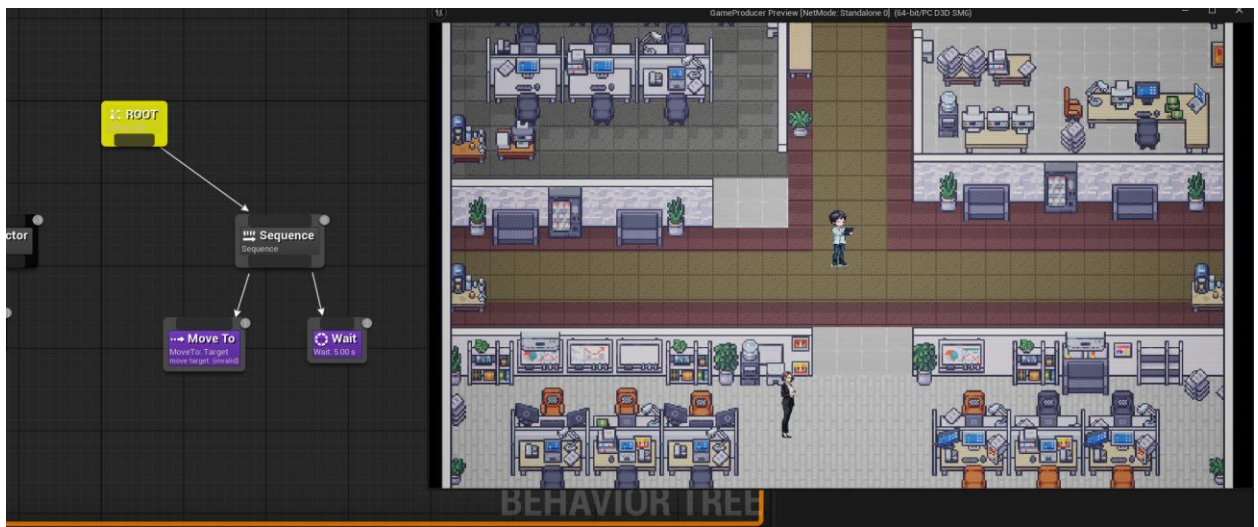 GameProducer Preview [NetMode: Standalone 0] (64-bit/PC D3D SM6)
ROOT
ctor
Sequence
Sequence
Move To
MoveTo: Target
move target: (invalid)
Wait
Wait: 5.00 s
BEHAVIOR TREE